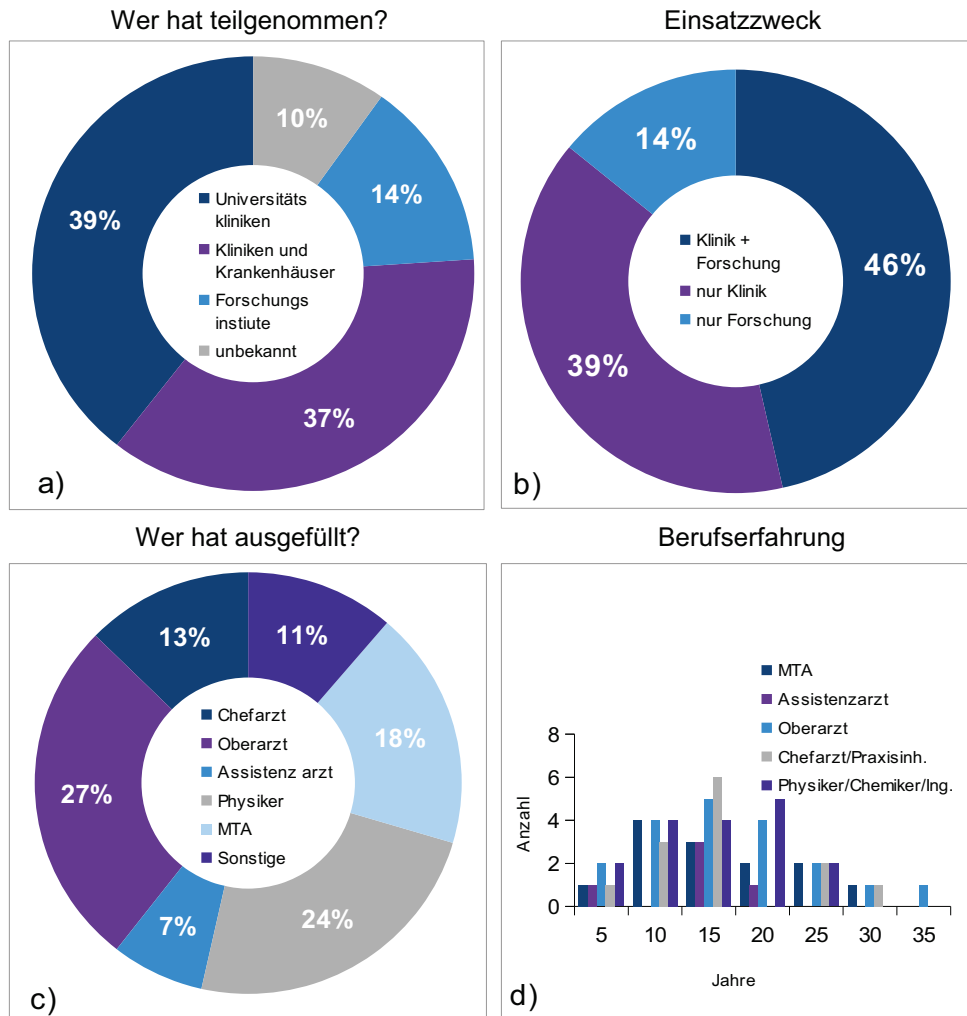 Wer hat teilgenommen?
10%
14%
39%
37%
Universitäts
kliniken
Kliniken und
Krankenhäuser
Forschungs
instiute
unbekannt
a)
Einsatzzweck
14%
46%
39%
Klinik +
Forschung
nur Klinik
nur Forschung
b)
Wer hat ausgefüllt?
13%
11%
18%
27%
24%
7%
Chefarzt
Oberarzt
Assistenz arzt
Physiker
MTA
Sonstige
c)
Berufserfahrung
MTA
Assistenzarzt
Oberarzt
Chefarzt/Praxisinh.
Physiker/Chemiker/Ing.
Anzahl
8
6
4
2
0
5 10 15 20 25 30 35
Jahre
d)